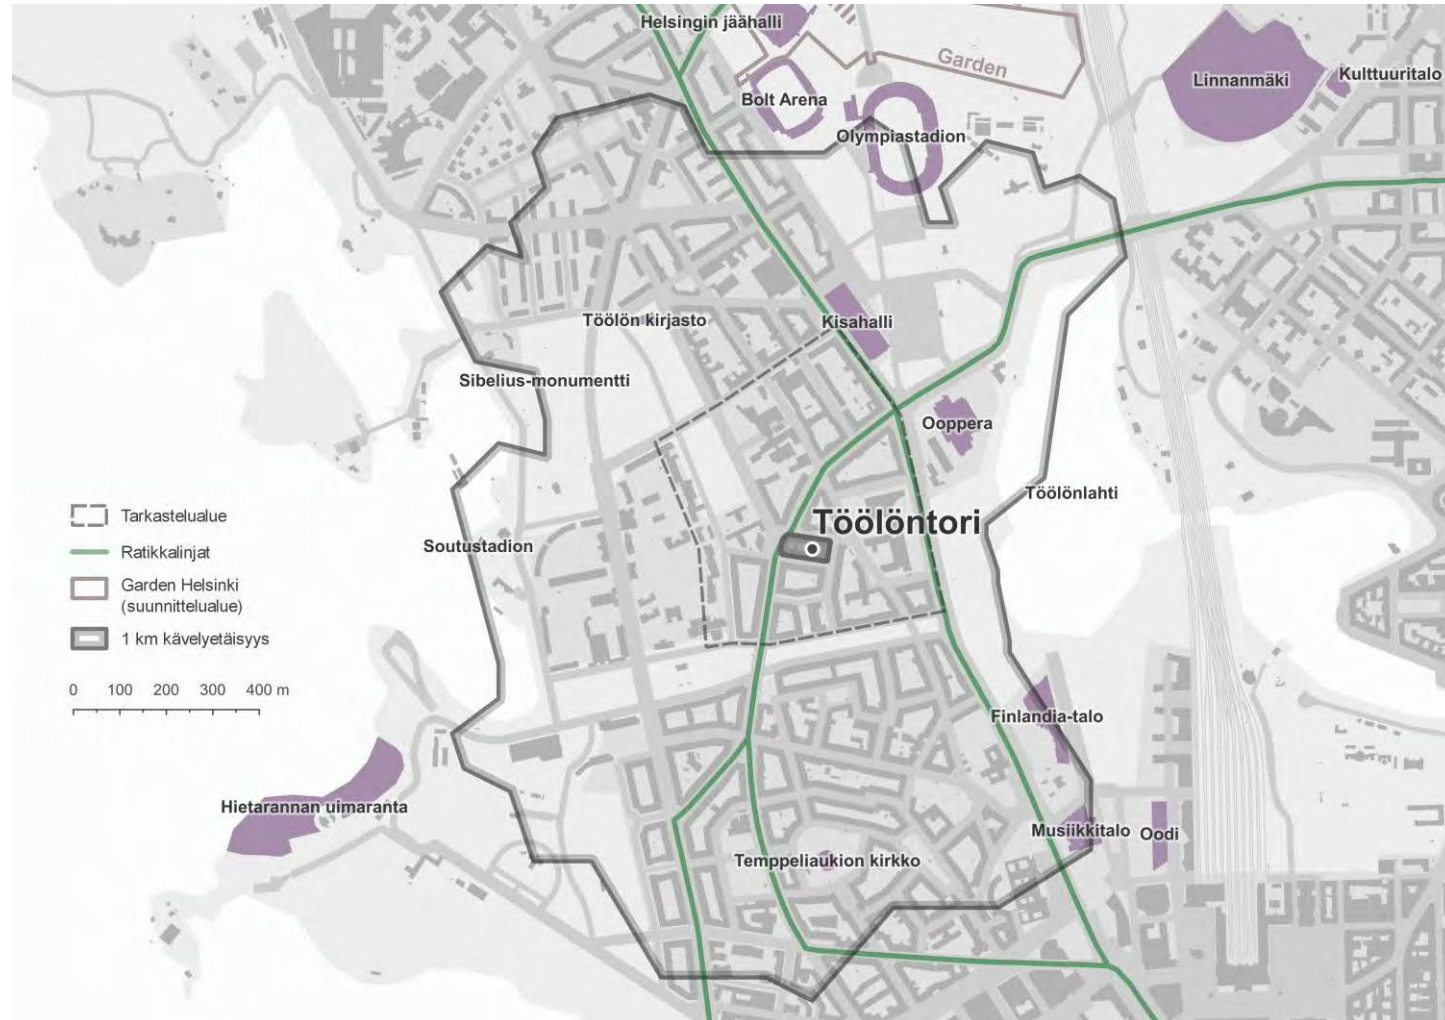 Helsingin jäähalli
Garden
Linnanmäki
Kulttuuritalo
Bolt Arena
Olympiastadion
Töölön kirjasto
Kisahalli
Sibelius-monumentti
Ooppera
Töölönlahti
Töölöntori
Soutustadion
Tarkastelualue
Ratikkalinjat
Garden Helsinki
(suunnittelualue)
1 km kävelyetäisyys
0 100 200 300 400 m
Finlandia-talo
Hietarannan uimaranta
Musiikkitalo
Oodi
Temppeliaukion kirkko